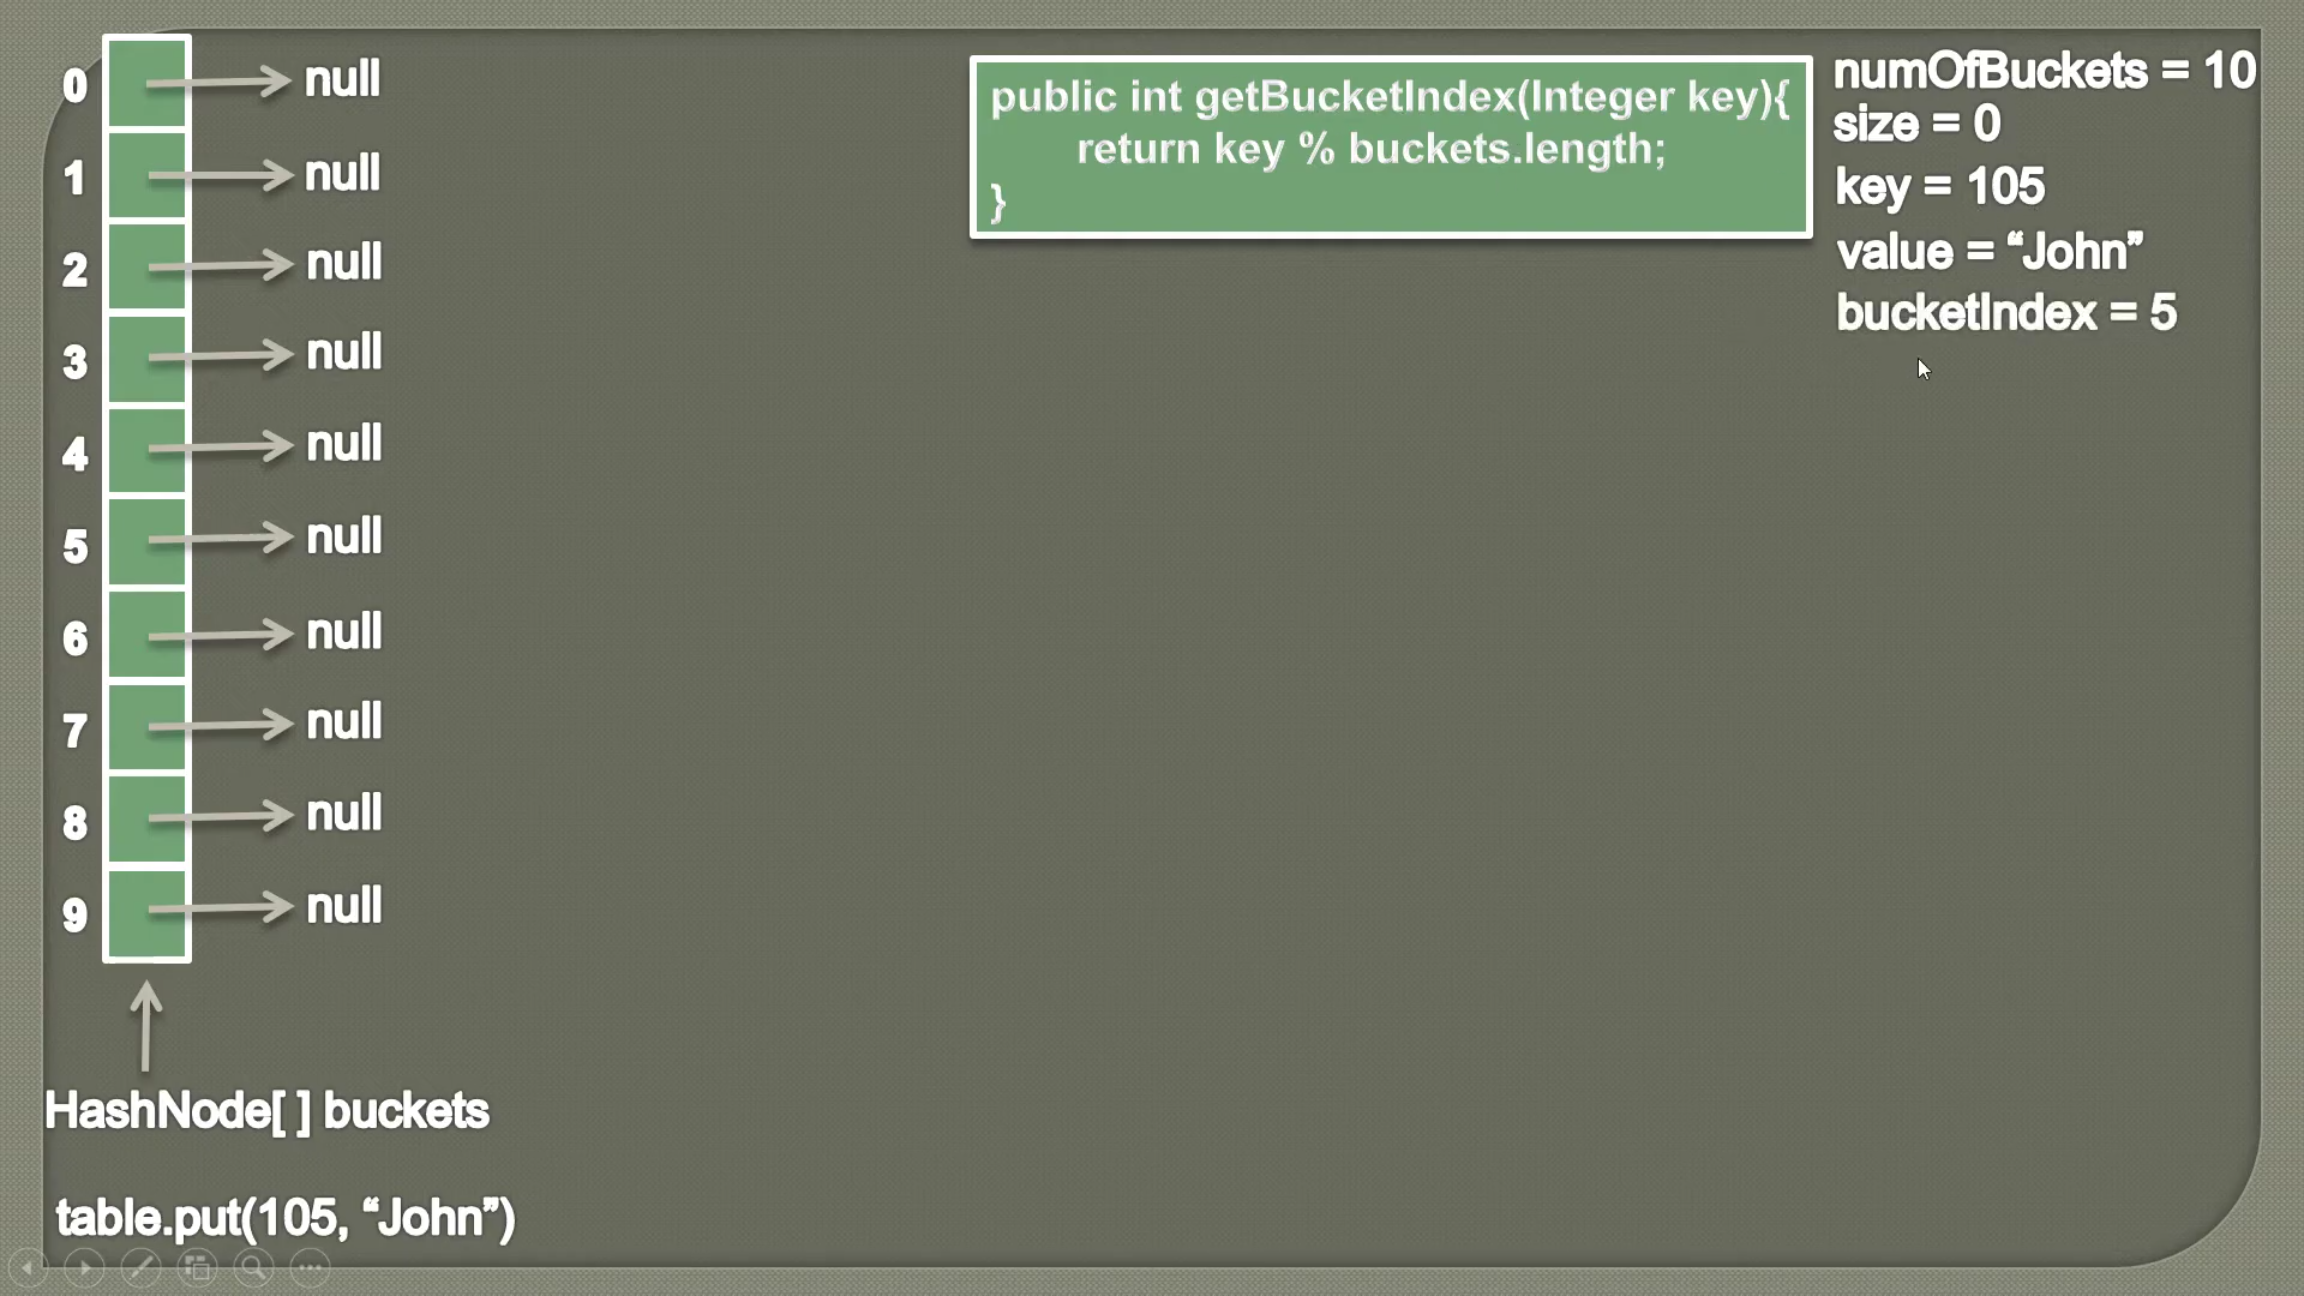 0 null
1 null
2 null
3 null
4 null
5 null
6 null
7 null
8 null
9 null
HashNode[ ] buckets
table.put(105, “John”)
public int getBucketIndex(Integer key){
return key % buckets.length;
}
numOfBuckets = 10
size = 0
key = 105
value = “John”
bucketIndex = 5